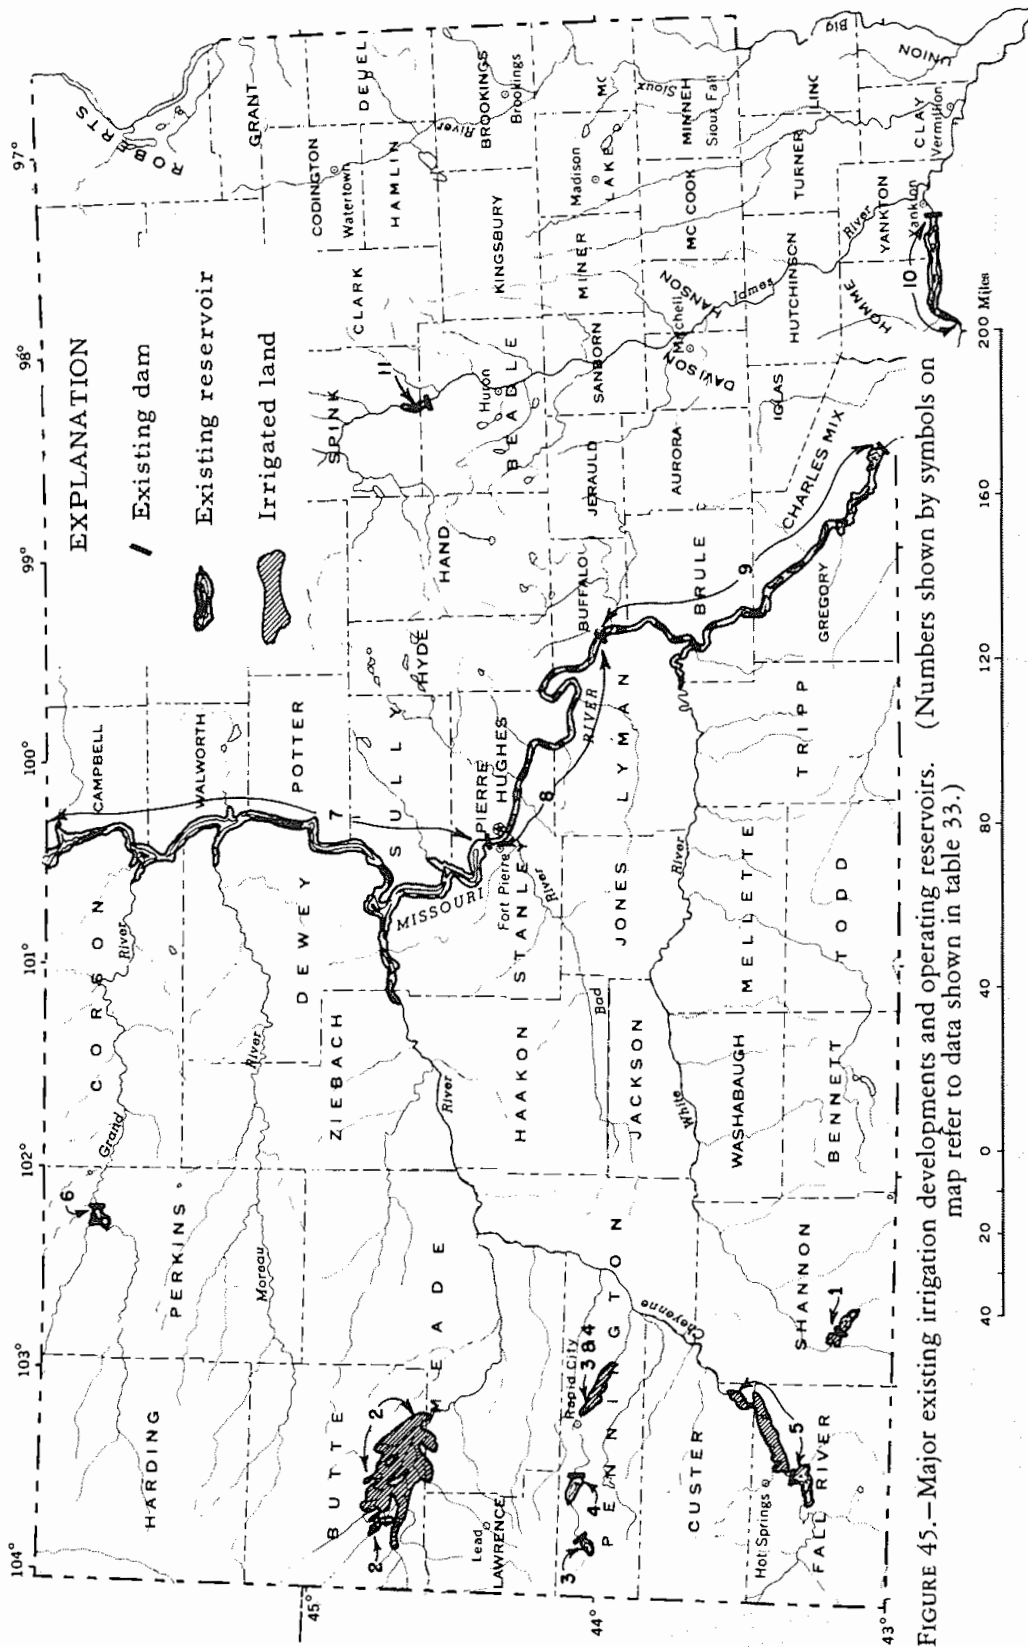 104°
103°
102°
101°
100°
99°
98°
97°
45°
44°
43°
EXPLANATION
Existing dam
Existing reservoir
Irrigated land
HARDING
PERKINS
CORSON
CAMPBELL
WALWORTH
POTTER
DEWEY
ZIEBACH
BUTTE
MEADE
LAWRENCE
Lead
SULLY
HYDE
HAND
SPINK
CLARK
CODINGTON
Watertown
HAMLIN
DEUEL
GRANT
ROBERTS
BROOKINGS
Brookings
KINGSBURY
BEADLE
Huron
HUGHES
PIERRE
Fort Pierre
STANLEY
HAAKON
PENNINGTON
Rapid City
JACKSON
JONES
LYMAN
BUFFALO
JERAULD
SANBORN
MINER
LAKE
Madison
MC
MINNEH
Sioux Fall
MC COOK
HANSON
DAVISON
Mitchell
AURORA
BRULE
CUSTER
FALL RIVER
Hot Springs
SHANNON
WASHABAUGH
BENNETT
MELLETTE
TODD
TRIPP
GREGORY
CHARLES MIX
IGLAS
HUTCHINSON
HOMME
TURNER
LINC
YANKTON
Yankton
CLAY
Vermillion
UNION
Grand
River
Moreau
River
MISSOURI
RIVER
River
Cheyenne
Bad
River
White
River
James
River
Big
Sioux
River
1
2
2
2
3
3&4
4
5
6
7
8
9
10
11
40
20
0
40
80
120
160
200 Miles
FIGURE 45.—Major existing irrigation developments and operating reservoirs. (Numbers shown by symbols on
map refer to data shown in table 33.)